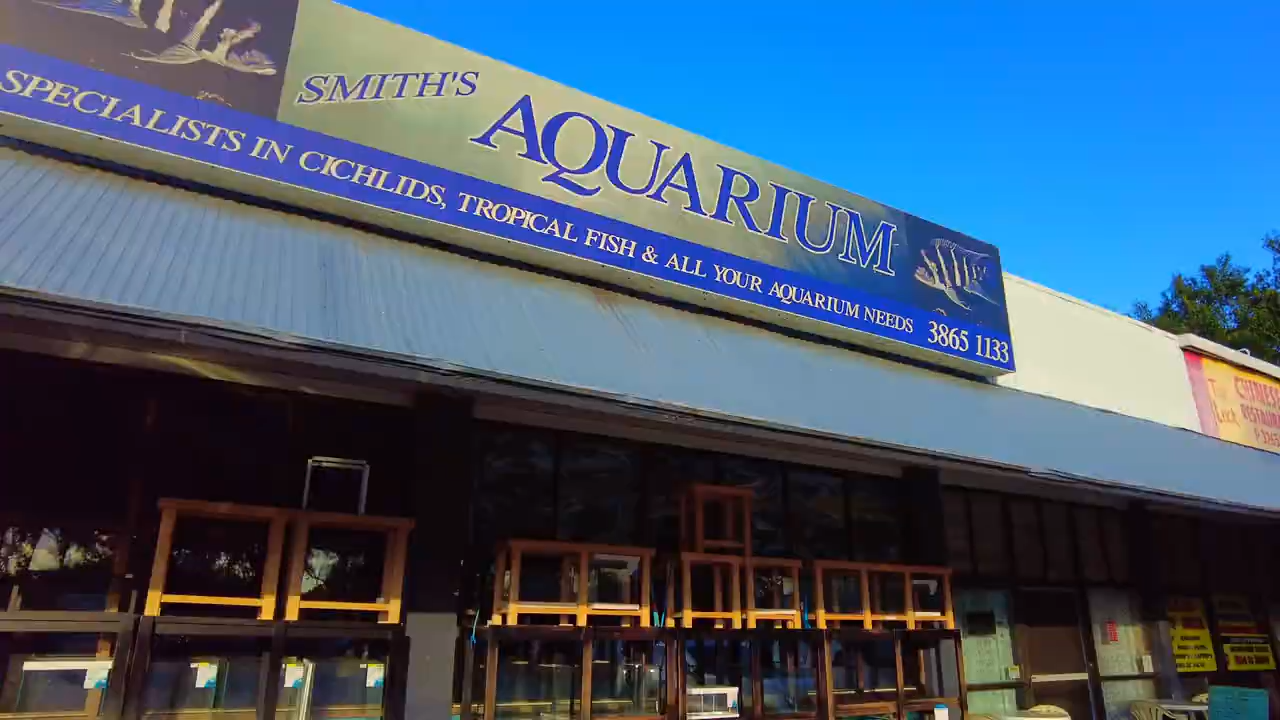 SMITH'S
AQUARIUM
SPECIALISTS IN CICHLIDS, TROPICAL FISH & ALL YOUR AQUARIUM NEEDS 3865 1133
CHINESE